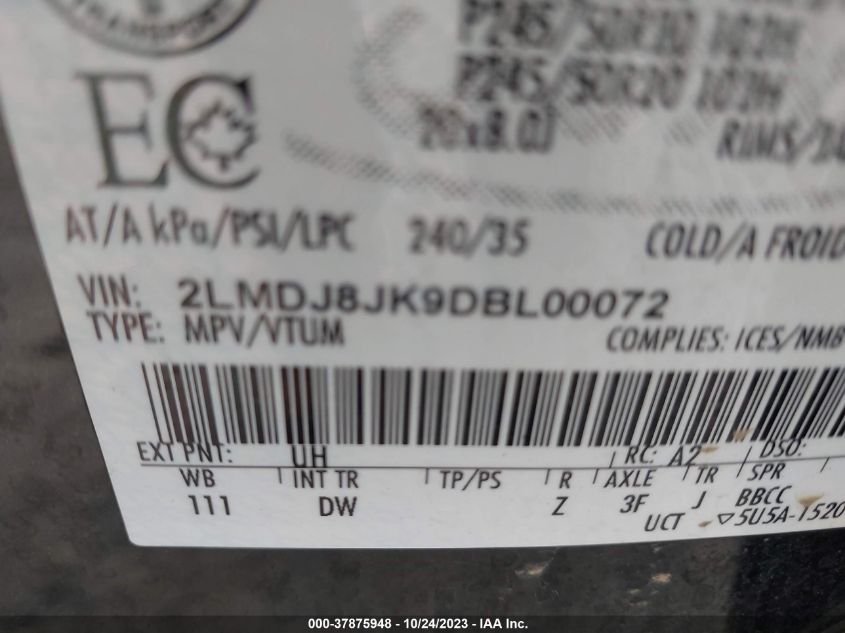 TRANSPORT
P245/50R20 102H
P245/50R20 102H
EC
20x8.0J
RIMS/
AT/A kPa/PSI/LPC 240/35 COLD/A FROID
VIN: 2LMDJ8JK9DBL00072
TYPE: MPV/VTUM COMPLIES: ICES/NMB
EXT PNT: UH RC: A2 DSO:
WB INT TR TP/PS R AXLE TR SPR
111 DW Z 3F J BBCC
UCT ▽5U5A-1520
000-37875948 - 10/24/2023 - © IAA Inc.